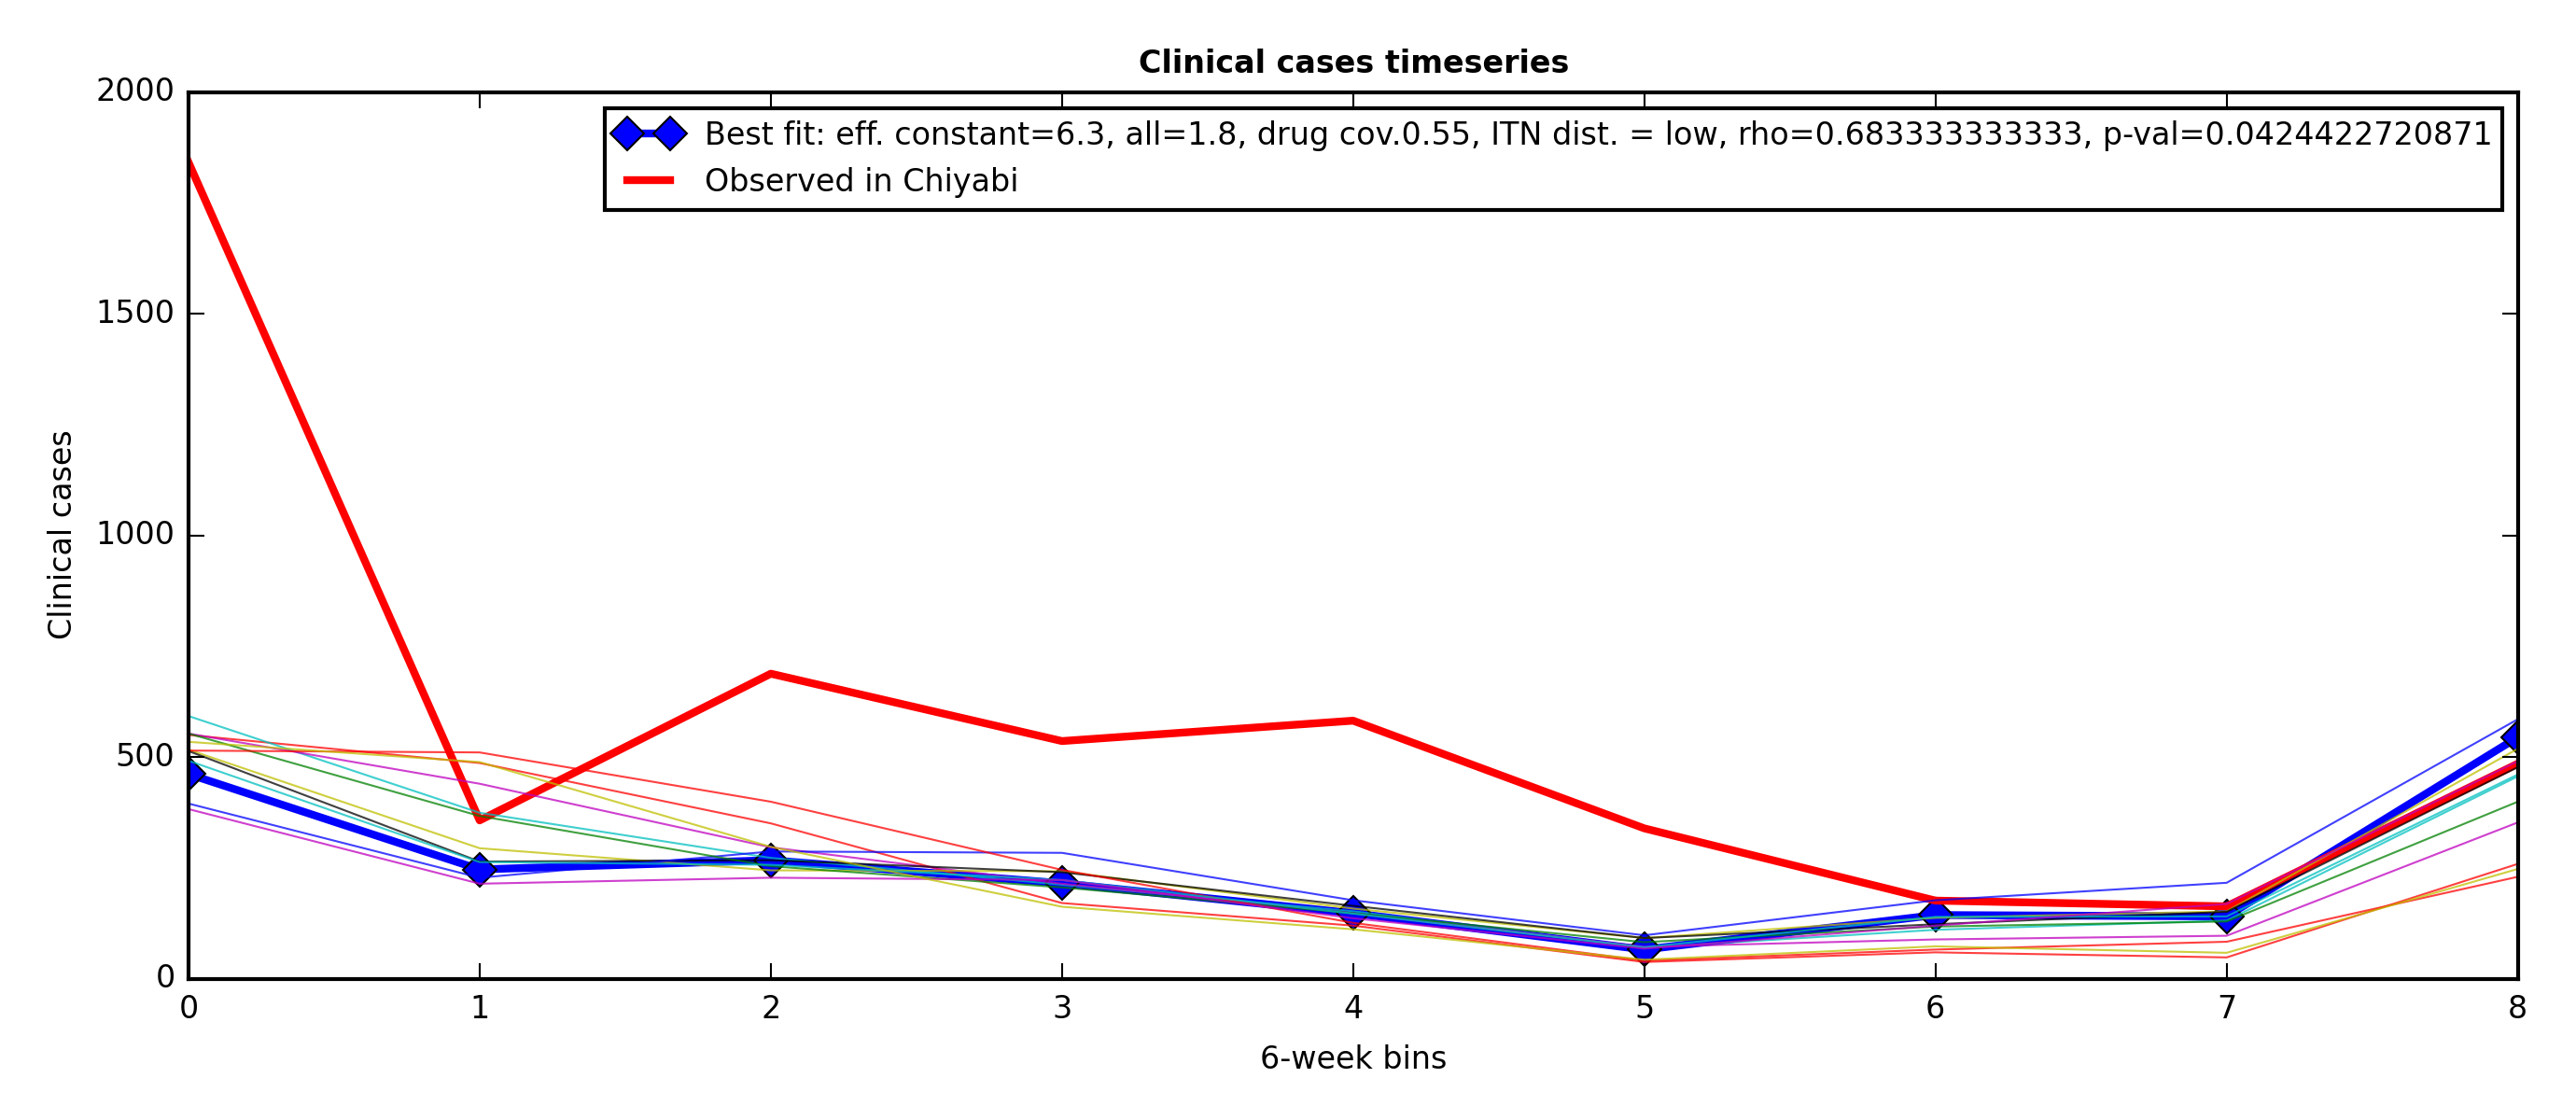 Clinical cases timeseries
2000
1500
1000
500
0
Clinical cases
Best fit: eff. constant=6.3, all=1.8, drug cov.0.55, ITN dist. = low, rho=0.683333333333, p-val=0.0424422720871
Observed in Chiyabi
0 1 2 3 4 5 6 7 8
6-week bins